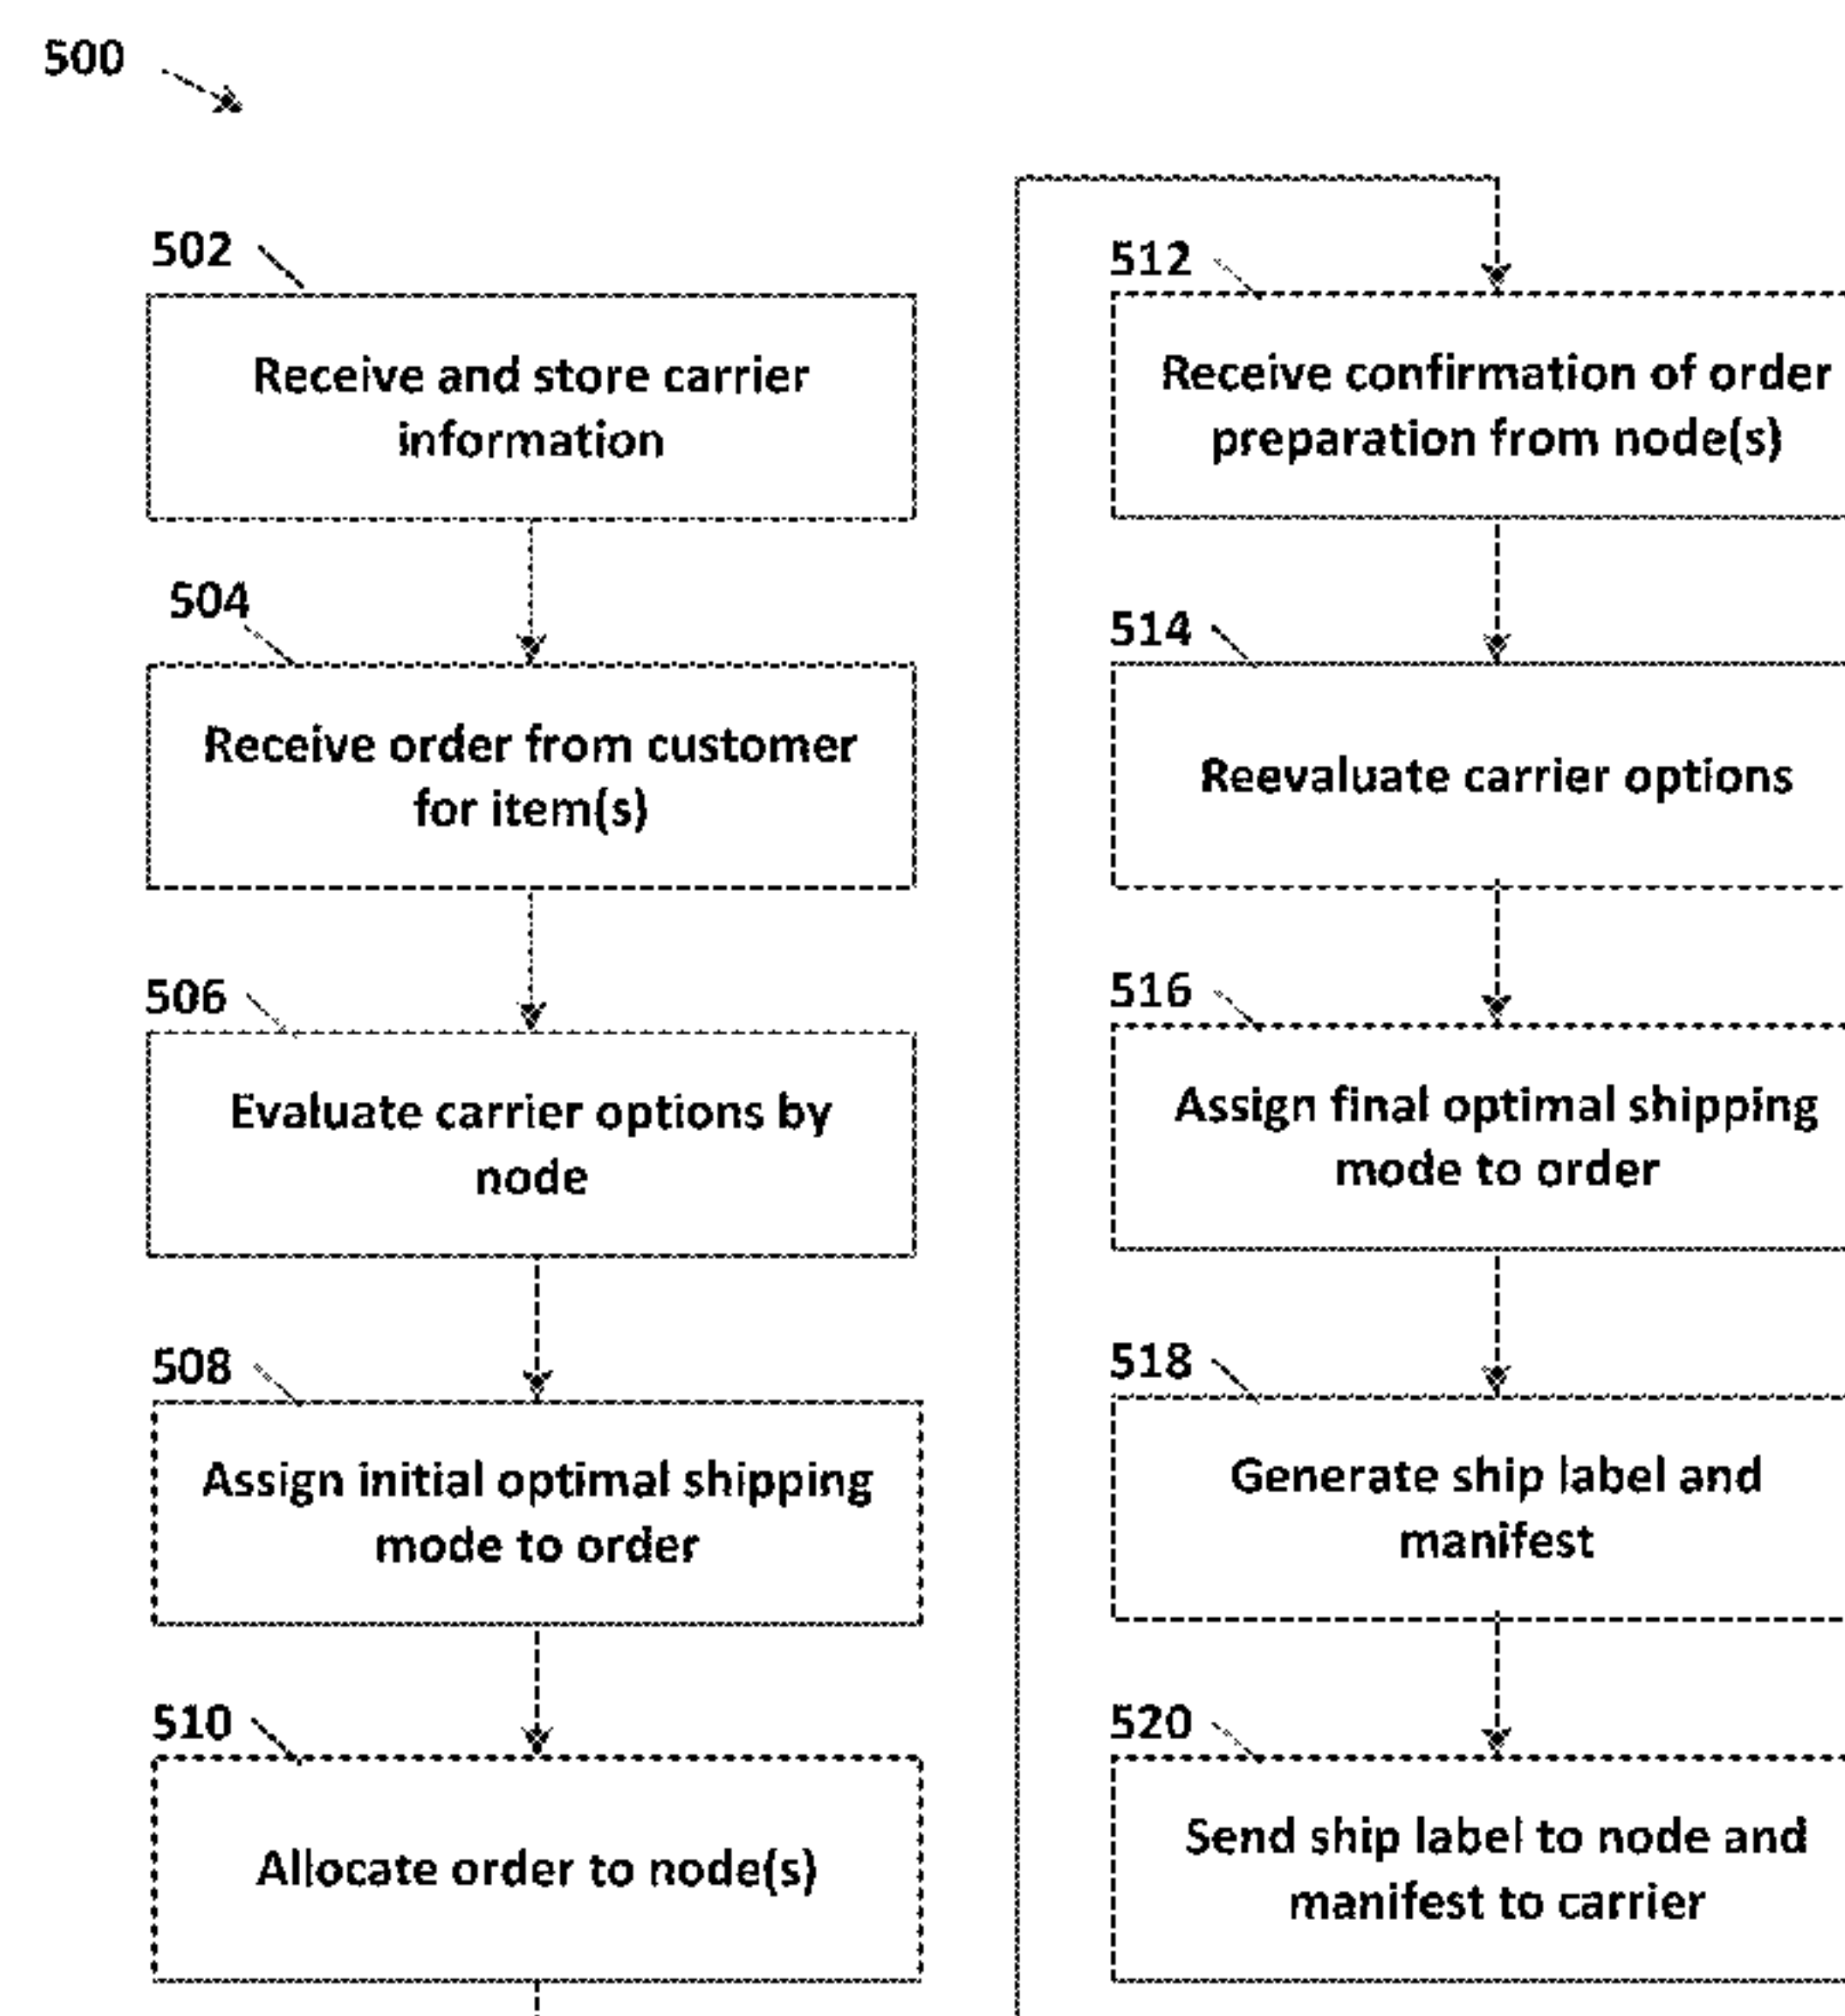 500
502
Receive and store carrier
information
504
Receive order from customer
for item(s)
506
Evaluate carrier options by
node
508
Assign initial optimal shipping
mode to order
510
Allocate order to node(s)
512
Receive confirmation of order
preparation from node(s)
514
Reevaluate carrier options
516
Assign final optimal shipping
mode to order
518
Generate ship label and
manifest
520
Send ship label to node and
manifest to carrier